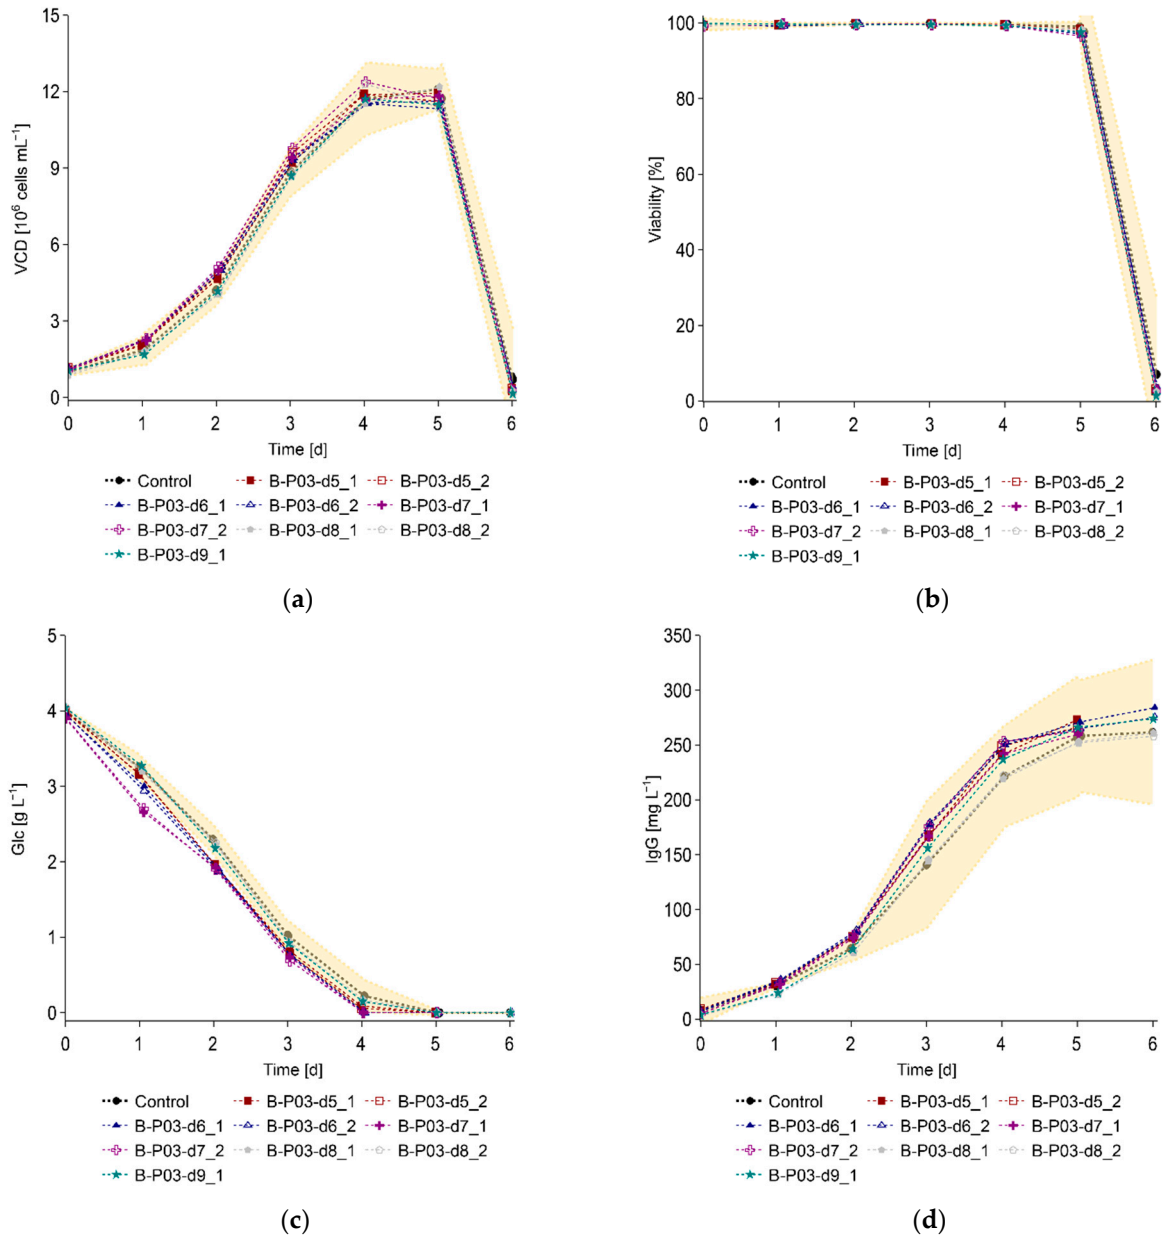 15
12
9
6
3
0
VCD [10⁶ cells mL⁻¹]
0 1 2 3 4 5 6
Time [d]
Control B-P03-d5_1 B-P03-d5_2
B-P03-d6_1 B-P03-d6_2 B-P03-d7_1
B-P03-d7_2 B-P03-d8_1 B-P03-d8_2
B-P03-d9_1
(a)
100
80
60
40
20
0
Viability [%]
0 1 2 3 4 5 6
Time [d]
Control B-P03-d5_1 B-P03-d5_2
B-P03-d6_1 B-P03-d6_2 B-P03-d7_1
B-P03-d7_2 B-P03-d8_1 B-P03-d8_2
B-P03-d9_1
(b)
5
4
3
2
1
0
Glc [g L⁻¹]
0 1 2 3 4 5 6
Time [d]
Control B-P03-d5_1 B-P03-d5_2
B-P03-d6_1 B-P03-d6_2 B-P03-d7_1
B-P03-d7_2 B-P03-d8_1 B-P03-d8_2
B-P03-d9_1
(c)
350
300
250
200
150
100
50
0
IgG [mg L⁻¹]
0 1 2 3 4 5 6
Time [d]
Control B-P03-d5_1 B-P03-d5_2
B-P03-d6_1 B-P03-d6_2 B-P03-d7_1
B-P03-d7_2 B-P03-d8_1 B-P03-d8_2
B-P03-d9_1
(d)